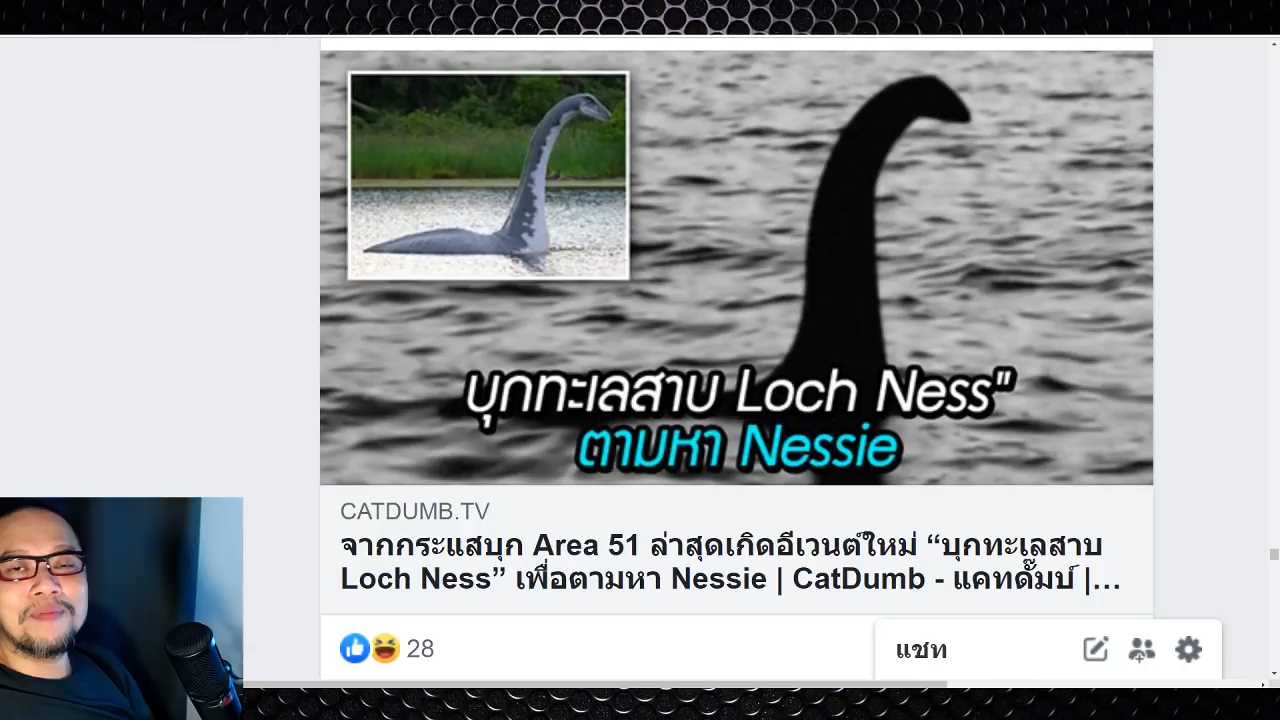 บุกทะเลสาบ Loch Ness"
ตามหา Nessie
CATDUMB.TV
จากกระแสบุก Area 51 ล่าสุดเกิดอีเวนต์ใหม่ “บุกทะเลสาบ
Loch Ness” เพื่อตามหา Nessie | CatDumb - แคทดั๊มบ์ |…
28
แชท